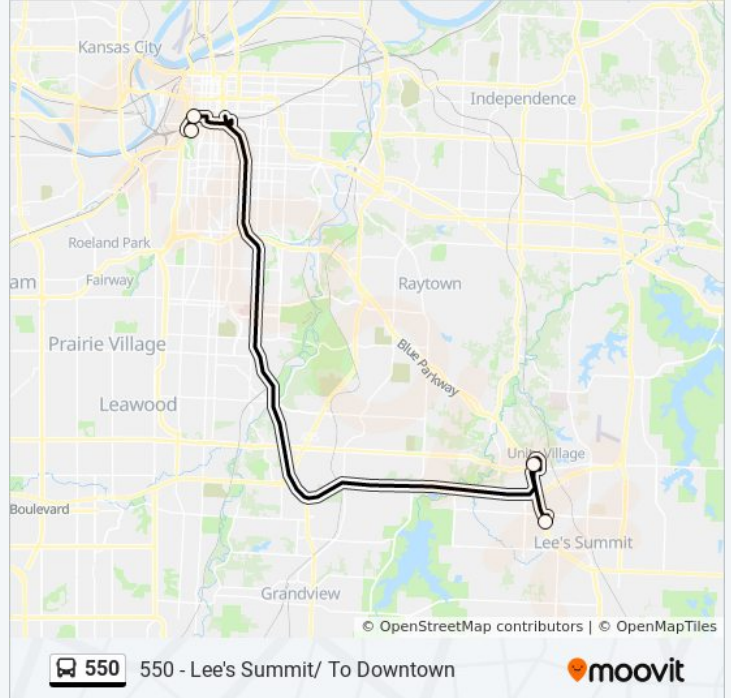 Kansas City
Independence
Roeland Park
am
Fairway
Raytown
Prairie Village
Blue Parkway
Leawood
Unity Village
Boulevard
Lee's Summit
Grandview
© OpenStreetMap contributors | © OpenMapTiles
550 550 - Lee's Summit/ To Downtown moovit